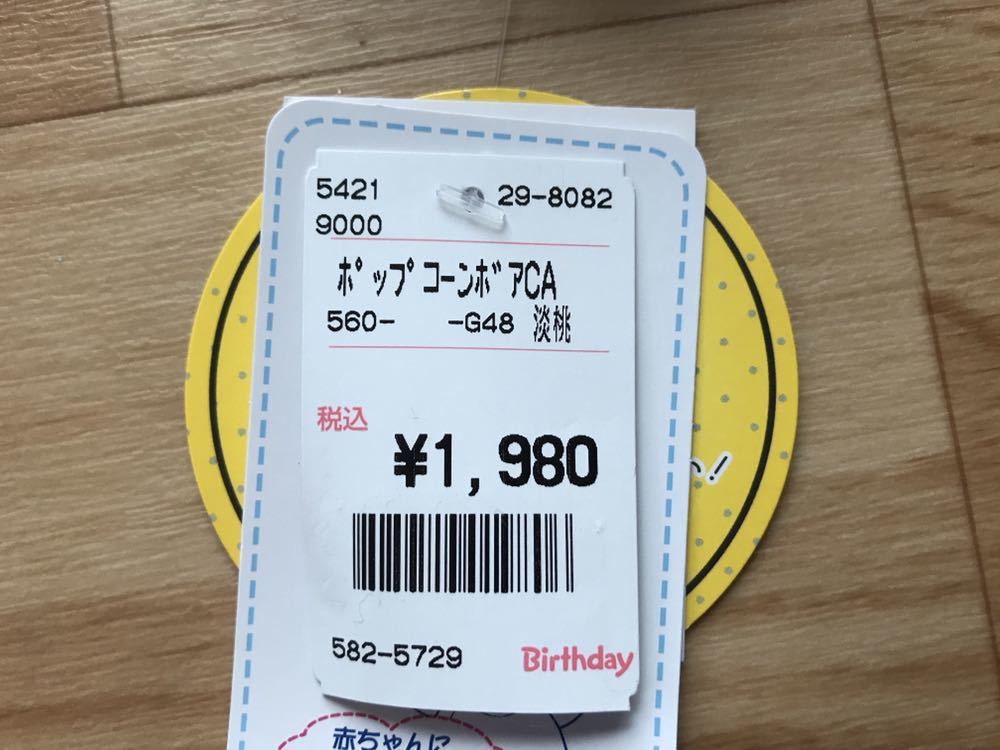 5421 29-8082
9000
ポップコーンボアCA
560- -G48 淡桃
税込
¥1,980
582-5729 Birthday
赤ちゃんに